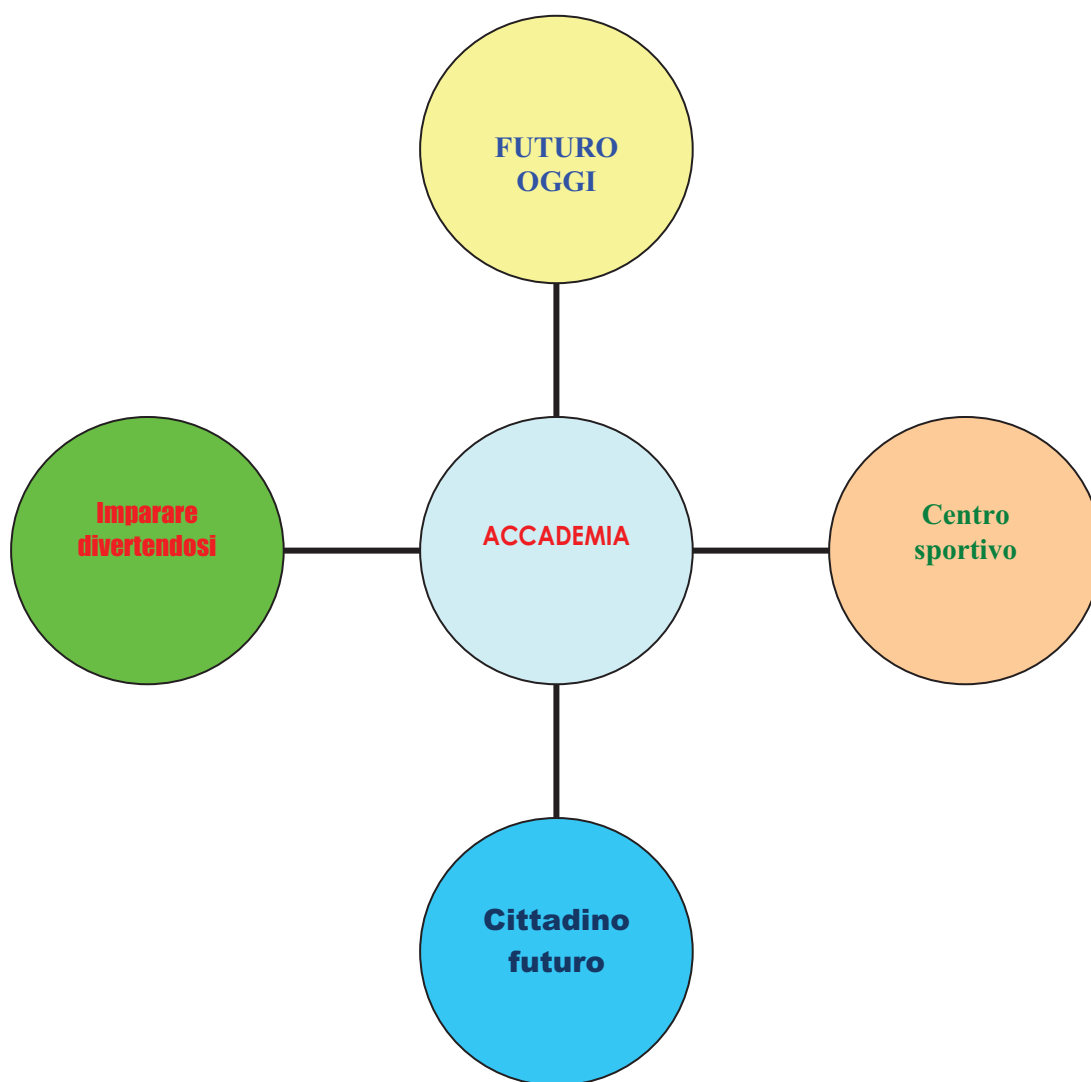 FUTURO
OGGI
Imparare
divertendosi
ACCADEMIA
Centro
sportivo
Cittadino
futuro